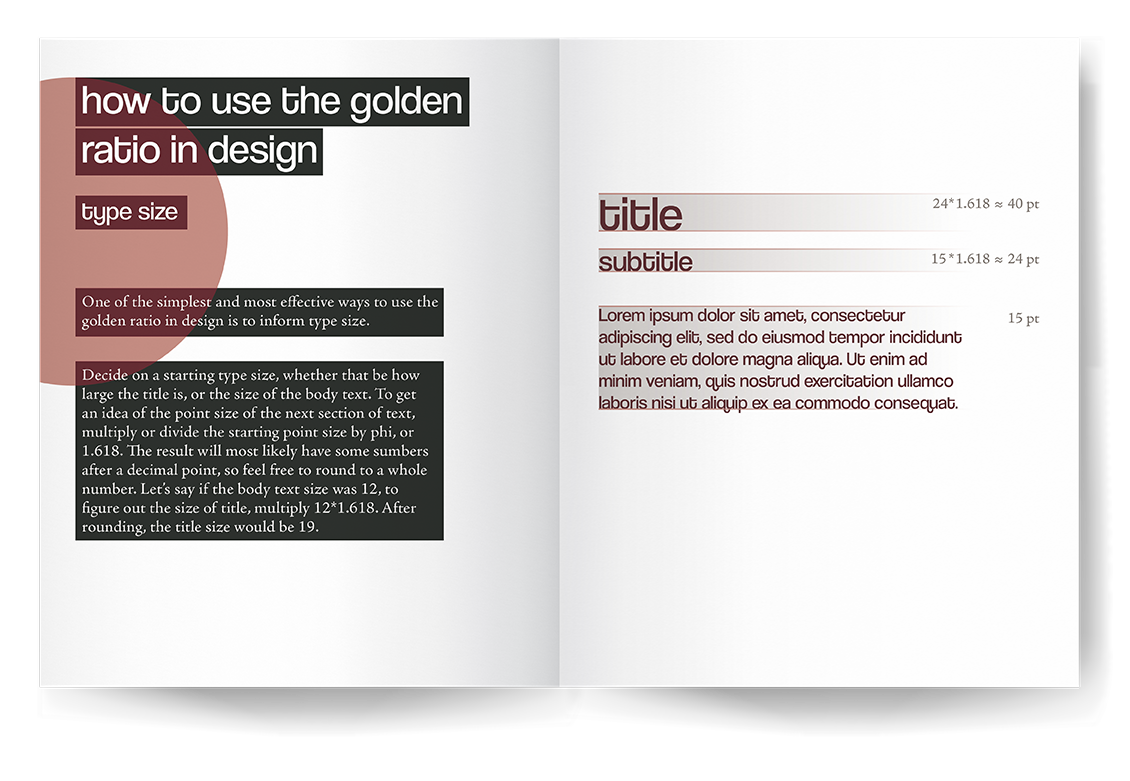 how to use the golden
ratio in design
type size
One of the simplest and most effective ways to use the
golden ratio in design is to inform type size.
Decide on a starting type size, whether that be how
large the title is, or the size of the body text. To get
an idea of the point size of the next section of text,
multiply or divide the starting point size by phi, or
1.618. The result will most likely have some sumbers
after a decimal point, so feel free to round to a whole
number. Let's say if the body text size was 12, to
figure out the size of title, multiply 12*1.618. After
rounding, the title size would be 19.
title 24*1.618 ≈ 40 pt
subtitle 15*1.618 ≈ 24 pt
Lorem ipsum dolor sit amet, consectetur 15 pt
adipiscing elit, sed do eiusmod tempor incididunt
ut labore et dolore magna aliqua. Ut enim ad
minim veniam, quis nostrud exercitation ullamco
laboris nisi ut aliquip ex ea commodo consequat.